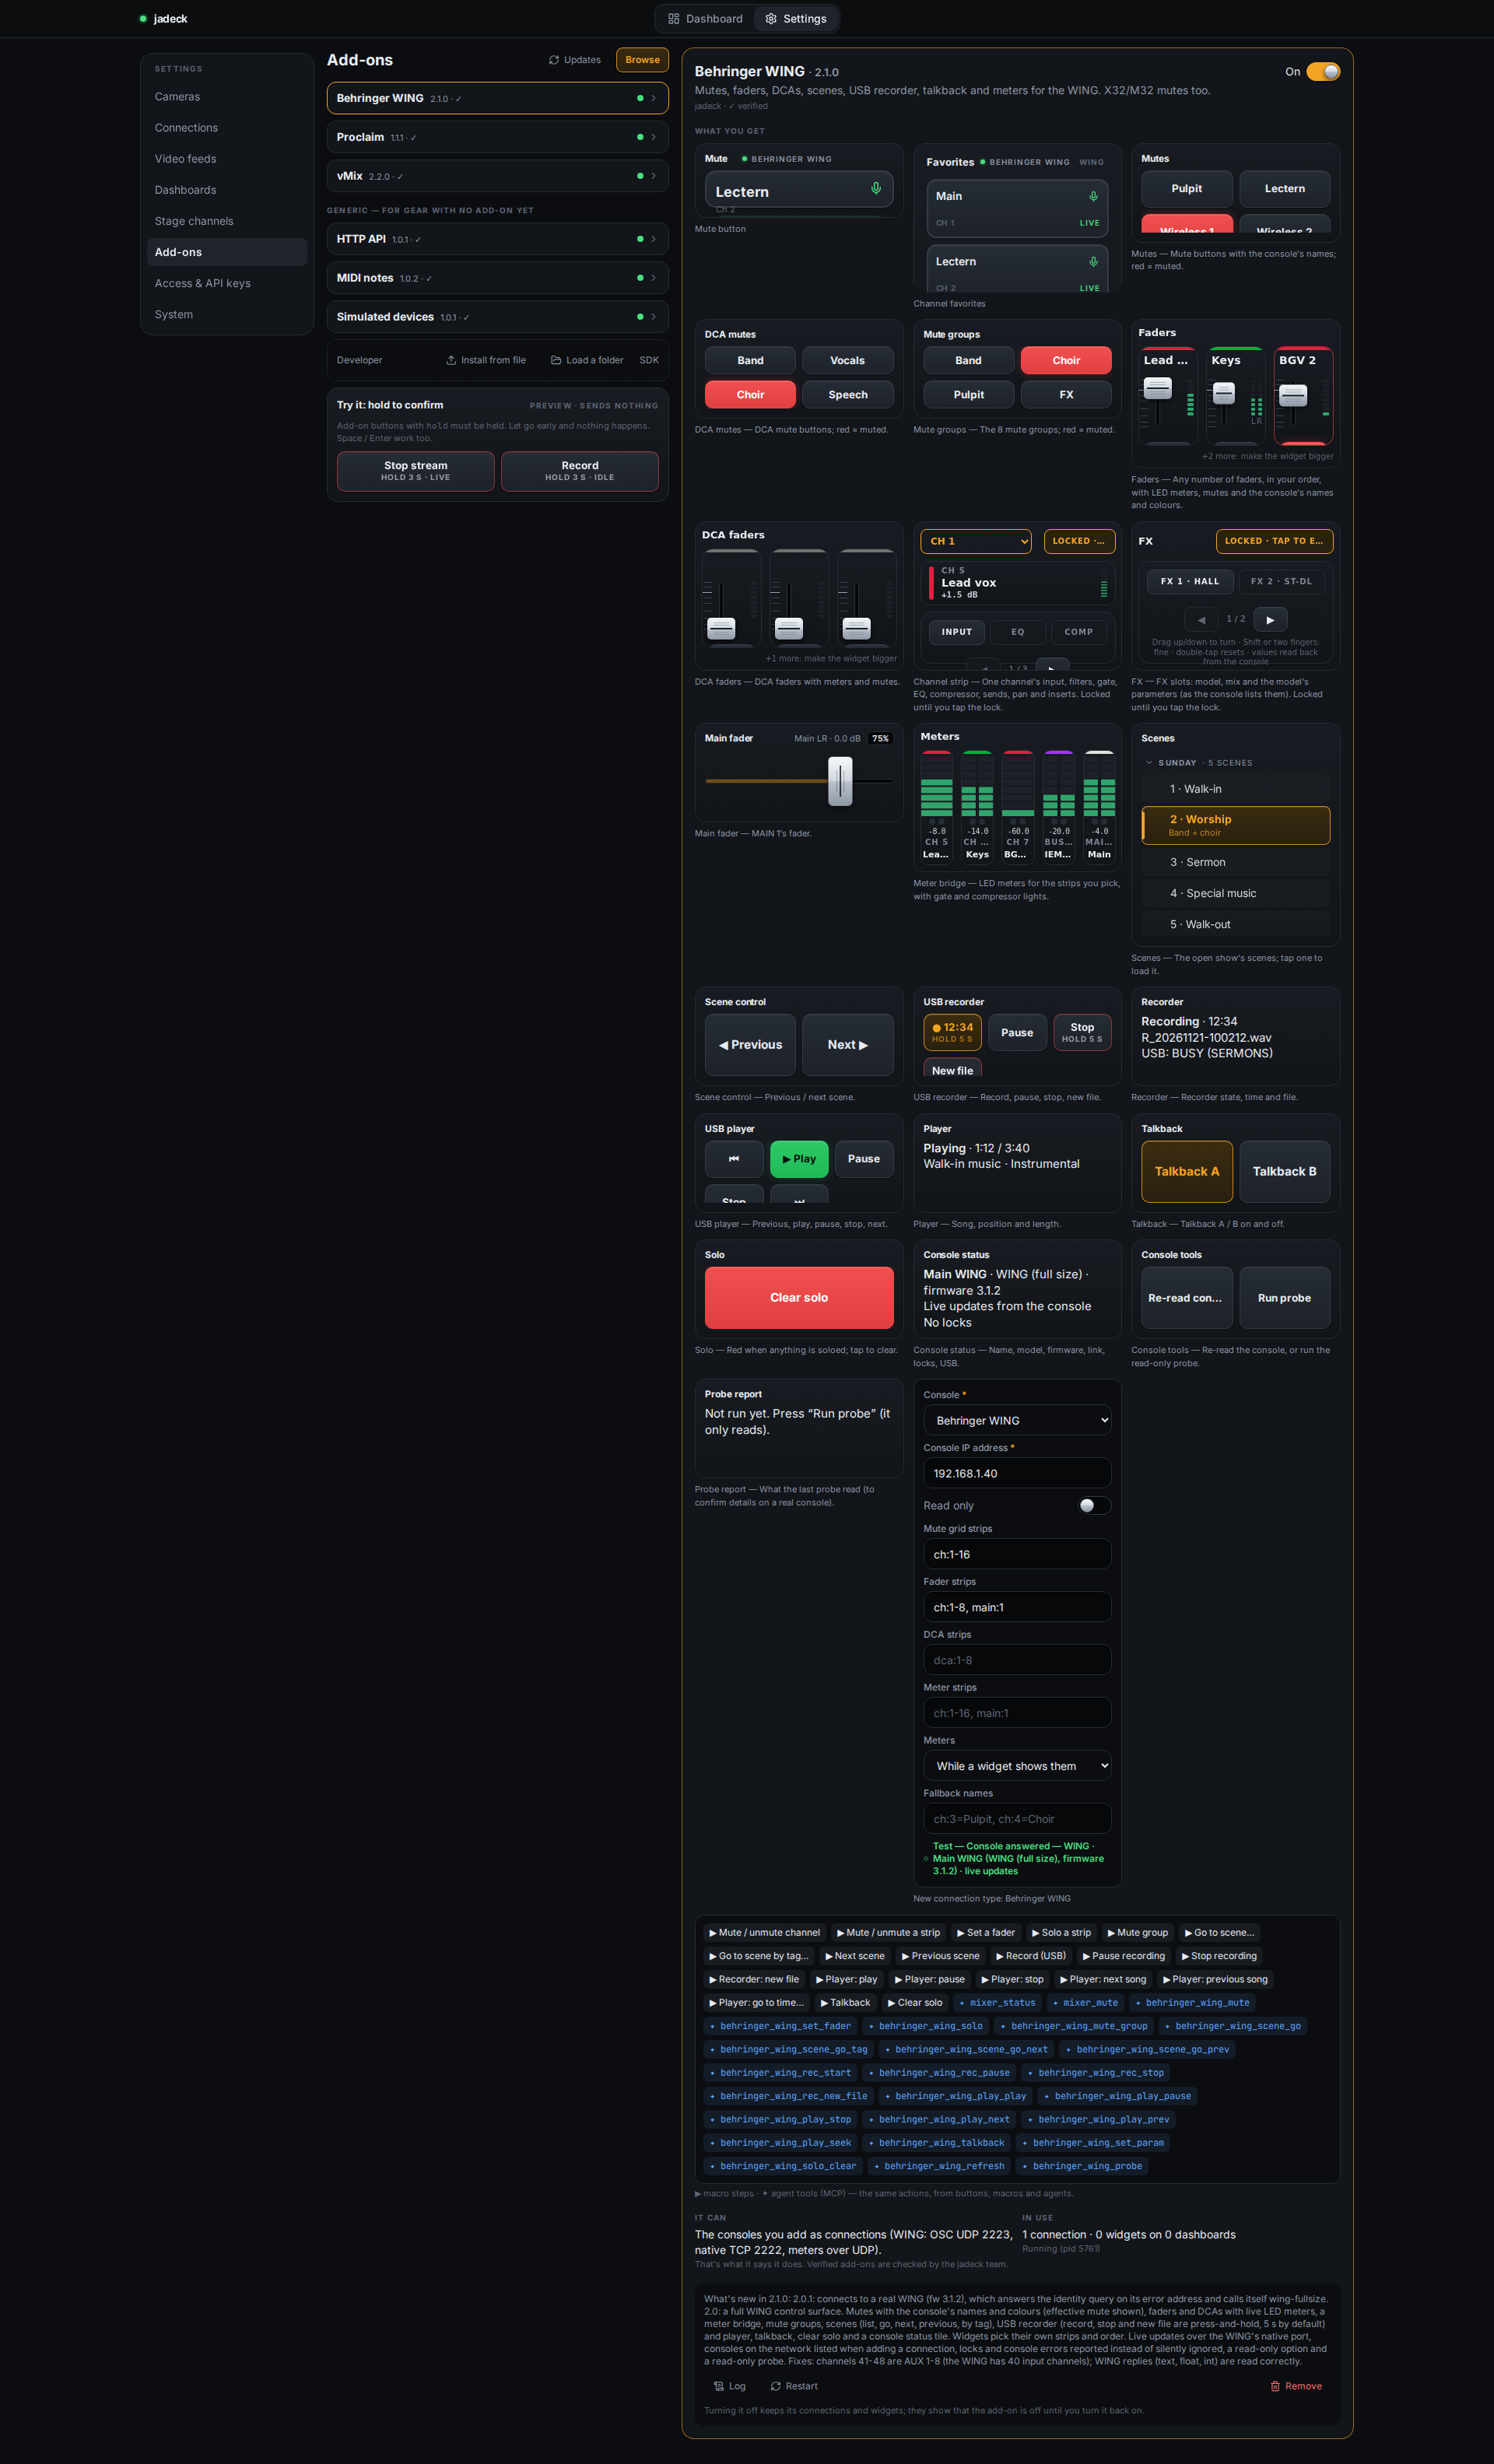 jadeck
Dashboard
Settings
SETTINGS
Cameras
Connections
Video feeds
Dashboards
Stage channels
Add-ons
Access & API keys
System
Add-ons
Updates
Browse
Behringer WING 2.1.0 · ✓
Proclaim 1.1.1 · ✓
vMix 2.2.0 · ✓
GENERIC — FOR GEAR WITH NO ADD-ON YET
HTTP API 1.0.1 · ✓
MIDI notes 1.0.2 · ✓
Simulated devices 1.0.1 · ✓
Developer
Install from file
Load a folder
SDK
Try it: hold to confirm
PREVIEW · SENDS NOTHING
Add-on buttons with hold must be held. Let go early and nothing happens.
Space / Enter work too.
Stop stream
HOLD 3 S · LIVE
Record
HOLD 3 S · IDLE
Behringer WING · 2.1.0
On
Mutes, faders, DCAs, scenes, USB recorder, talkback and meters for the WING. X32/M32 mutes too.
jadeck · ✓ verified
WHAT YOU GET
Mute
BEHRINGER WING
Lectern
Ch 2
Mute button
Favorites
BEHRINGER WING
WING
Main
CH 1
LIVE
Lectern
CH 2
LIVE
Channel favorites
Mutes
Pulpit
Lectern
Wireless 1
Wireless 2
Mutes — Mute buttons with the console's names;
red = muted.
DCA mutes
Band
Vocals
Choir
Speech
DCA mutes — DCA mute buttons; red = muted.
Mute groups
Band
Choir
Pulpit
FX
Mute groups — The 8 mute groups; red = muted.
Faders
Lead ...
Keys
BGV 2
L R
+2 more: make the widget bigger
Faders — Any number of faders, in your order,
with LED meters, mutes and the console's names
and colours.
DCA faders
+1 more: make the widget bigger
DCA faders — DCA faders with meters and mutes.
CH 1
LOCKED ·...
CH 5
Lead vox
+1.5 dB
INPUT
EQ
COMP
◀
1 / 3
▶
Channel strip — One channel's input, filters, gate,
EQ, compressor, sends, pan and inserts. Locked
until you tap the lock.
FX
LOCKED · TAP TO E...
FX 1 · HALL
FX 2 · ST-DL
◀
1 / 2
▶
Drag up/down to turn · Shift or two fingers:
fine · double-tap resets · values read back
from the console
FX — FX slots: model, mix and the model's
parameters (as the console lists them). Locked
until you tap the lock.
Main fader
Main LR · 0.0 dB
75%
Main fader — MAIN 1's fader.
Meters
-8.0
-14.0
-60.0
-20.0
-4.0
CH 5
CH ...
CH 7
BUS...
MAI...
Lea...
Keys
BG...
IEM...
Main
Meter bridge — LED meters for the strips you pick,
with gate and compressor lights.
Scenes
SUNDAY · 5 SCENES
1 · Walk-in
2 · Worship
Band + choir
3 · Sermon
4 · Special music
5 · Walk-out
Scenes — The open show's scenes; tap one to
load it.
Scene control
◀ Previous
Next ▶
Scene control — Previous / next scene.
USB recorder
● 12:34
HOLD 5 S
Pause
Stop
HOLD 5 S
New file
USB recorder — Record, pause, stop, new file.
Recorder
Recording · 12:34
R_20261121-100212.wav
USB: BUSY (SERMONS)
Recorder — Recorder state, time and file.
USB player
⏮
▶ Play
Pause
Stop
⏭
USB player — Previous, play, pause, stop, next.
Player
Playing · 1:12 / 3:40
Walk-in music · Instrumental
Player — Song, position and length.
Talkback
Talkback A
Talkback B
Talkback — Talkback A / B on and off.
Solo
Clear solo
Solo — Red when anything is soloed; tap to clear.
Console status
Main WING · WING (full size) ·
firmware 3.1.2
Live updates from the console
No locks
Console status — Name, model, firmware, link,
locks, USB.
Console tools
Re-read con...
Run probe
Console tools — Re-read the console, or run the
read-only probe.
Probe report
Not run yet. Press “Run probe” (it
only reads).
Probe report — What the last probe read (to
confirm details on a real console).
Console *
Behringer WING
Console IP address *
192.168.1.40
Read only
Mute grid strips
ch:1-16
Fader strips
ch:1-8, main:1
DCA strips
dca:1-8
Meter strips
ch:1-16, main:1
Meters
While a widget shows them
Fallback names
ch:3=Pulpit, ch:4=Choir
Test — Console answered — WING ·
Main WING (WING (full size), firmware
3.1.2) · live updates
New connection type: Behringer WING
▶ Mute / unmute channel ▶ Mute / unmute a strip ▶ Set a fader ▶ Solo a strip ▶ Mute group ▶ Go to scene...
▶ Go to scene by tag... ▶ Next scene ▶ Previous scene ▶ Record (USB) ▶ Pause recording ▶ Stop recording
▶ Recorder: new file ▶ Player: play ▶ Player: pause ▶ Player: stop ▶ Player: next song ▶ Player: previous song
▶ Player: go to time... ▶ Talkback ▶ Clear solo ✦ mixer_status ✦ mixer_mute ✦ behringer_wing_mute
✦ behringer_wing_set_fader ✦ behringer_wing_solo ✦ behringer_wing_mute_group ✦ behringer_wing_scene_go
✦ behringer_wing_scene_go_tag ✦ behringer_wing_scene_go_next ✦ behringer_wing_scene_go_prev
✦ behringer_wing_rec_start ✦ behringer_wing_rec_pause ✦ behringer_wing_rec_stop
✦ behringer_wing_rec_new_file ✦ behringer_wing_play_play ✦ behringer_wing_play_pause
✦ behringer_wing_play_stop ✦ behringer_wing_play_next ✦ behringer_wing_play_prev
✦ behringer_wing_play_seek ✦ behringer_wing_talkback ✦ behringer_wing_set_param
✦ behringer_wing_solo_clear ✦ behringer_wing_refresh ✦ behringer_wing_probe
▶ macro steps · ✦ agent tools (MCP) — the same actions, from buttons, macros and agents.
IT CAN
The consoles you add as connections (WING: OSC UDP 2223,
native TCP 2222, meters over UDP).
That's what it says it does. Verified add-ons are checked by the jadeck team.
IN USE
1 connection · 0 widgets on 0 dashboards
Running (pid 5761)
What's new in 2.1.0: 2.0.1: connects to a real WING (fw 3.1.2), which answers the identity query on its error address and calls itself wing-fullsize.
2.0: a full WING control surface. Mutes with the console's names and colours (effective mute shown), faders and DCAs with live LED meters, a
meter bridge, mute groups, scenes (list, go, next, previous, by tag), USB recorder (record, stop and new file are press-and-hold, 5 s by default)
and player, talkback, clear solo and a console status tile. Widgets pick their own strips and order. Live updates over the WING's native port,
consoles on the network listed when adding a connection, locks and console errors reported instead of silently ignored, a read-only option and
a read-only probe. Fixes: channels 41-48 are AUX 1-8 (the WING has 40 input channels); WING replies (text, float, int) are read correctly.
Log
Restart
Remove
Turning it off keeps its connections and widgets; they show that the add-on is off until you turn it back on.